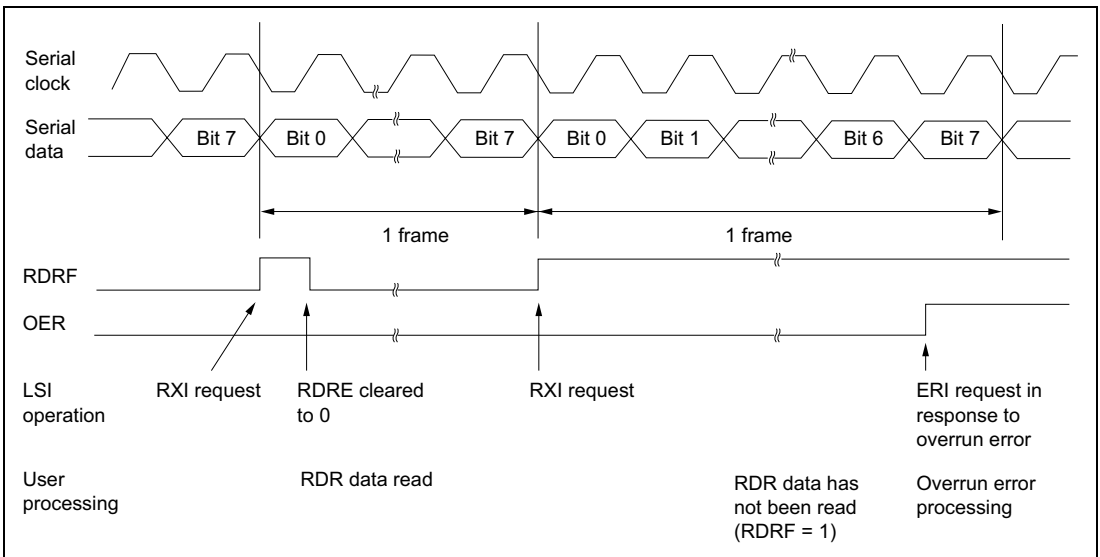 Serial
clock
Serial
data
Bit 7
Bit 0
Bit 7
Bit 0
Bit 1
Bit 6
Bit 7
1 frame
1 frame
RDRF
OER
LSI
operation
RXI request
RDRE cleared
to 0
RXI request
ERI request in
response to
overrun error
User
processing
RDR data read
RDR data has
not been read
(RDRF = 1)
Overrun error
processing